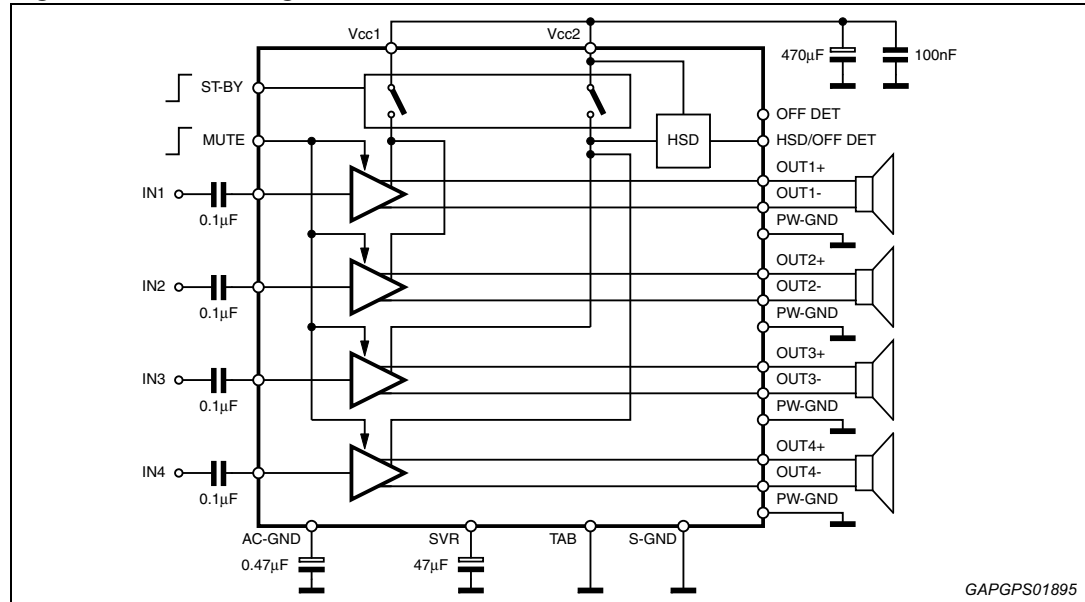 Vcc1
Vcc2
470µF
100nF
ST-BY
OFF DET
MUTE
HSD
HSD/OFF DET
OUT1+
IN1
OUT1-
0.1µF
PW-GND
OUT2+
IN2
OUT2-
0.1µF
PW-GND
OUT3+
IN3
OUT3-
0.1µF
PW-GND
OUT4+
IN4
OUT4-
0.1µF
PW-GND
AC-GND
SVR
TAB
S-GND
0.47µF
47µF
GAPGPS01895